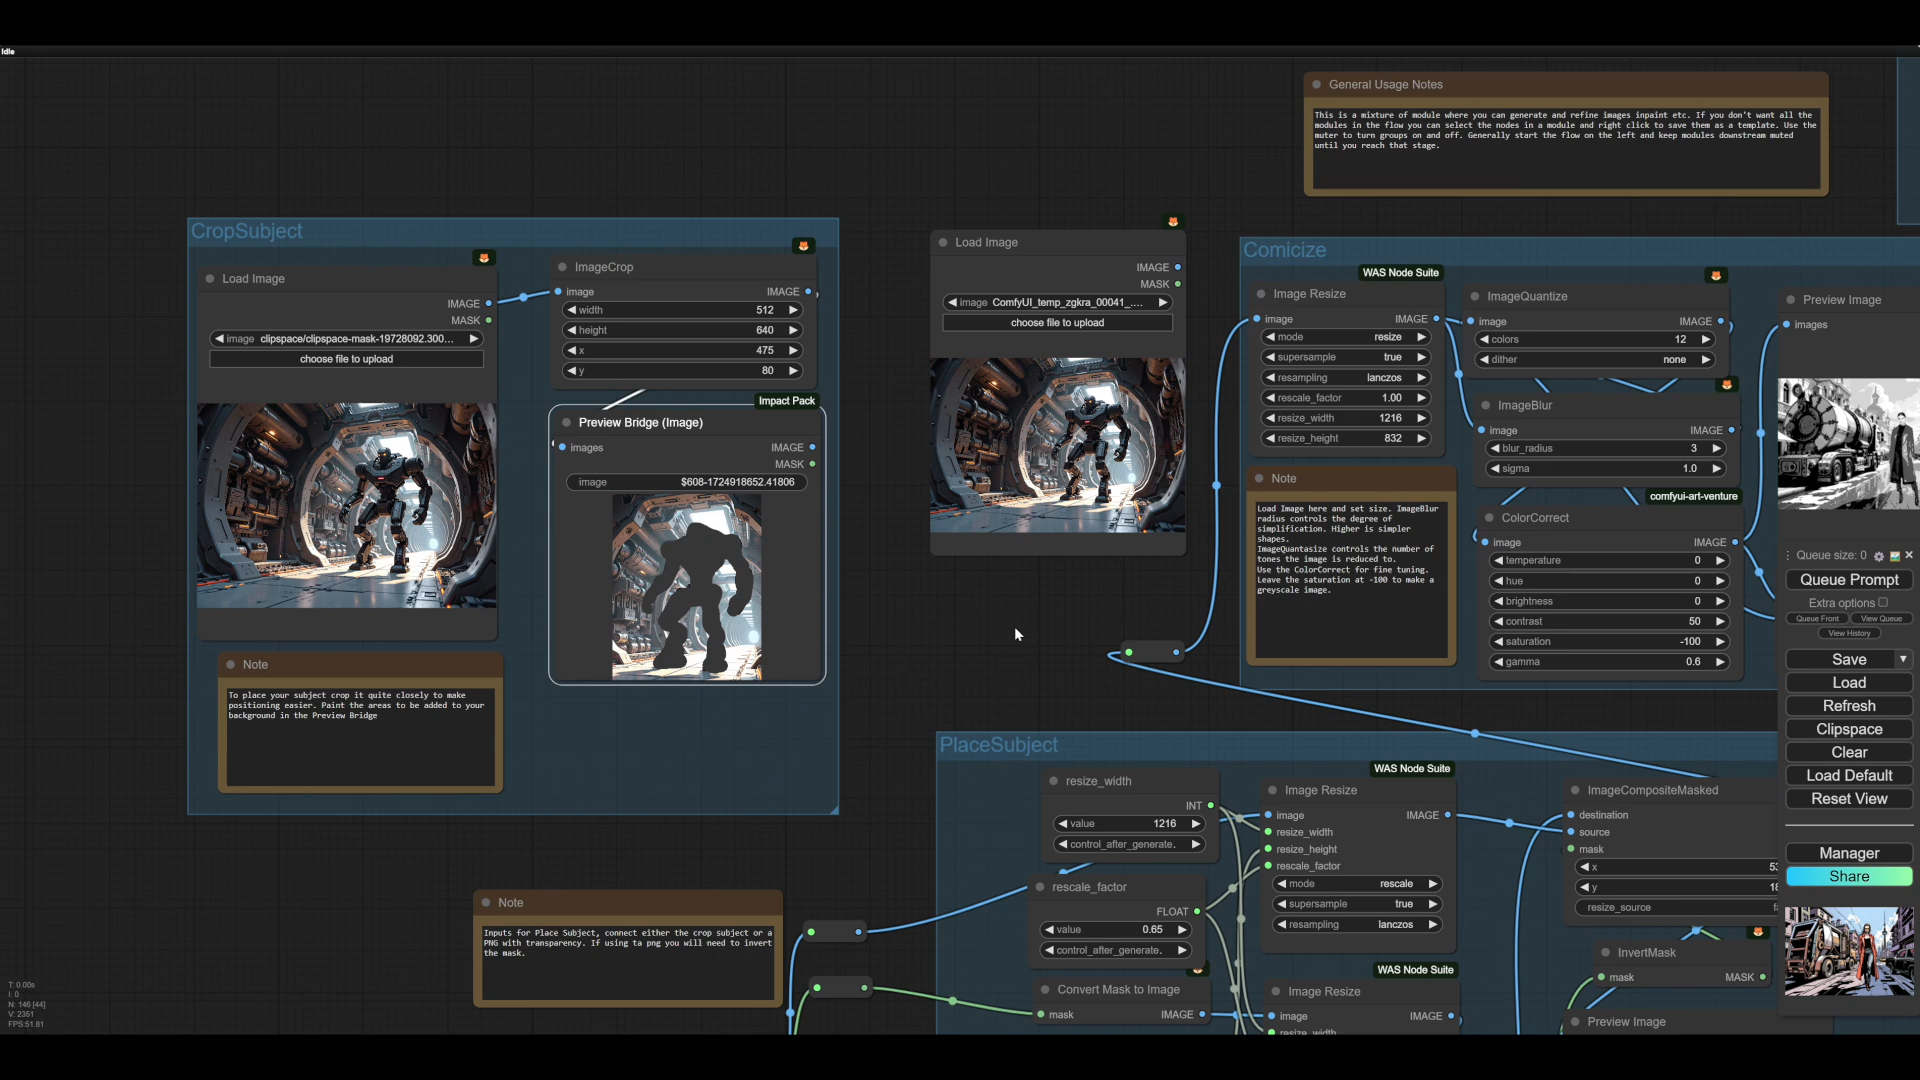 Idle
General Usage Notes
This is a mixture of module where you can generate and refine images inpaint etc. If you don't want all the
modules in the flow you can select the nodes in a module and right click to save them as a template. Use the
muter to turn groups on and off. Generally start the flow on the left and keep modules downstream muted
until you reach that stage.
CropSubject
Load Image
IMAGE
MASK
image clipspace/clipspace-mask-19728092.300...
choose file to upload
ImageCrop
image IMAGE
width 512
height 640
x 475
y 80
Impact Pack
Preview Bridge (Image)
images IMAGE
MASK
image $608-1724918652.41806
Note
To place your subject crop it quite closely to make
positioning easier. Paint the areas to be added to your
background in the Preview Bridge
Load Image
IMAGE
MASK
image ComfyUI_temp_zgkra_00041_....
choose file to upload
Comicize
WAS Node Suite
Image Resize
image IMAGE
mode resize
supersample true
resampling lanczos
rescale_factor 1.00
resize_width 1216
resize_height 832
Note
Load Image here and set size. ImageBlur
radius controls the degree of
simplification. Higher is simpler
shapes.
ImageQuantasize controls the number of
tones the image is reduced to.
Use the ColorCorrect for fine tuning.
Leave the saturation at -100 to make a
greyscale image.
ImageQuantize
image IMAGE
colors 12
dither none
ImageBlur
image IMAGE
blur_radius 3
sigma 1.0
comfyui-art-venture
ColorCorrect
image IMAGE
temperature 0
hue 0
brightness 0
contrast 50
saturation -100
gamma 0.6
Preview Image
images
Queue size: 0
Queue Prompt
Extra options
Queue Front View Queue
View History
Save
Load
Refresh
Clipspace
Clear
Load Default
Reset View
Manager
Share
PlaceSubject
resize_width
INT
value 1216
control_after_generate.
rescale_factor
FLOAT
value 0.65
control_after_generate.
Convert Mask to Image
mask IMAGE
WAS Node Suite
Image Resize
image IMAGE
resize_width
resize_height
rescale_factor
mode rescale
supersample true
resampling lanczos
WAS Node Suite
Image Resize
image IMAGE
resize_width
ImageCompositeMasked
destination
source
mask
x 53
y 18
resize_source
InvertMask
mask MASK
Preview Image
Note
Inputs for Place Subject, connect either the crop subject or a
PNG with transparency. If using ta png you will need to invert
the mask.
T: 0.00s
I: 0
N: 146 [44]
V: 2351
FPS:51.81